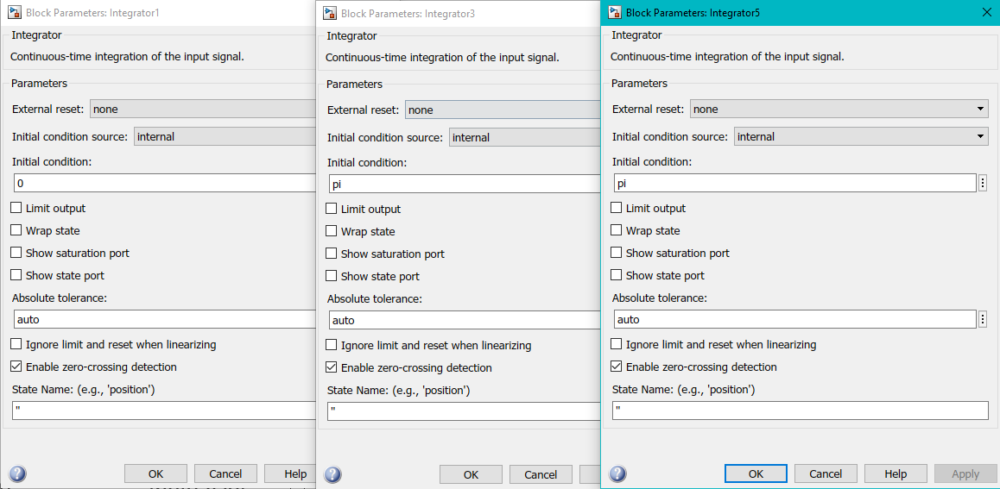 Block Parameters: Integrator1
Integrator
Continuous-time integration of the input signal.
Parameters
External reset: none
Initial condition source: internal
Initial condition:
0
Limit output
Wrap state
Show saturation port
Show state port
Absolute tolerance:
auto
Ignore limit and reset when linearizing
Enable zero-crossing detection
State Name: (e.g., 'position')
''
? OK Cancel Help
Block Parameters: Integrator3
Integrator
Continuous-time integration of the input signal.
Parameters
External reset: none
Initial condition source: internal
Initial condition:
pi
Limit output
Wrap state
Show saturation port
Show state port
Absolute tolerance:
auto
Ignore limit and reset when linearizing
Enable zero-crossing detection
State Name: (e.g., 'position')
''
? OK Cancel
Block Parameters: Integrator5
Integrator
Continuous-time integration of the input signal.
Parameters
External reset: none
Initial condition source: internal
Initial condition:
pi
Limit output
Wrap state
Show saturation port
Show state port
Absolute tolerance:
auto
Ignore limit and reset when linearizing
Enable zero-crossing detection
State Name: (e.g., 'position')
''
? OK Cancel Help Apply